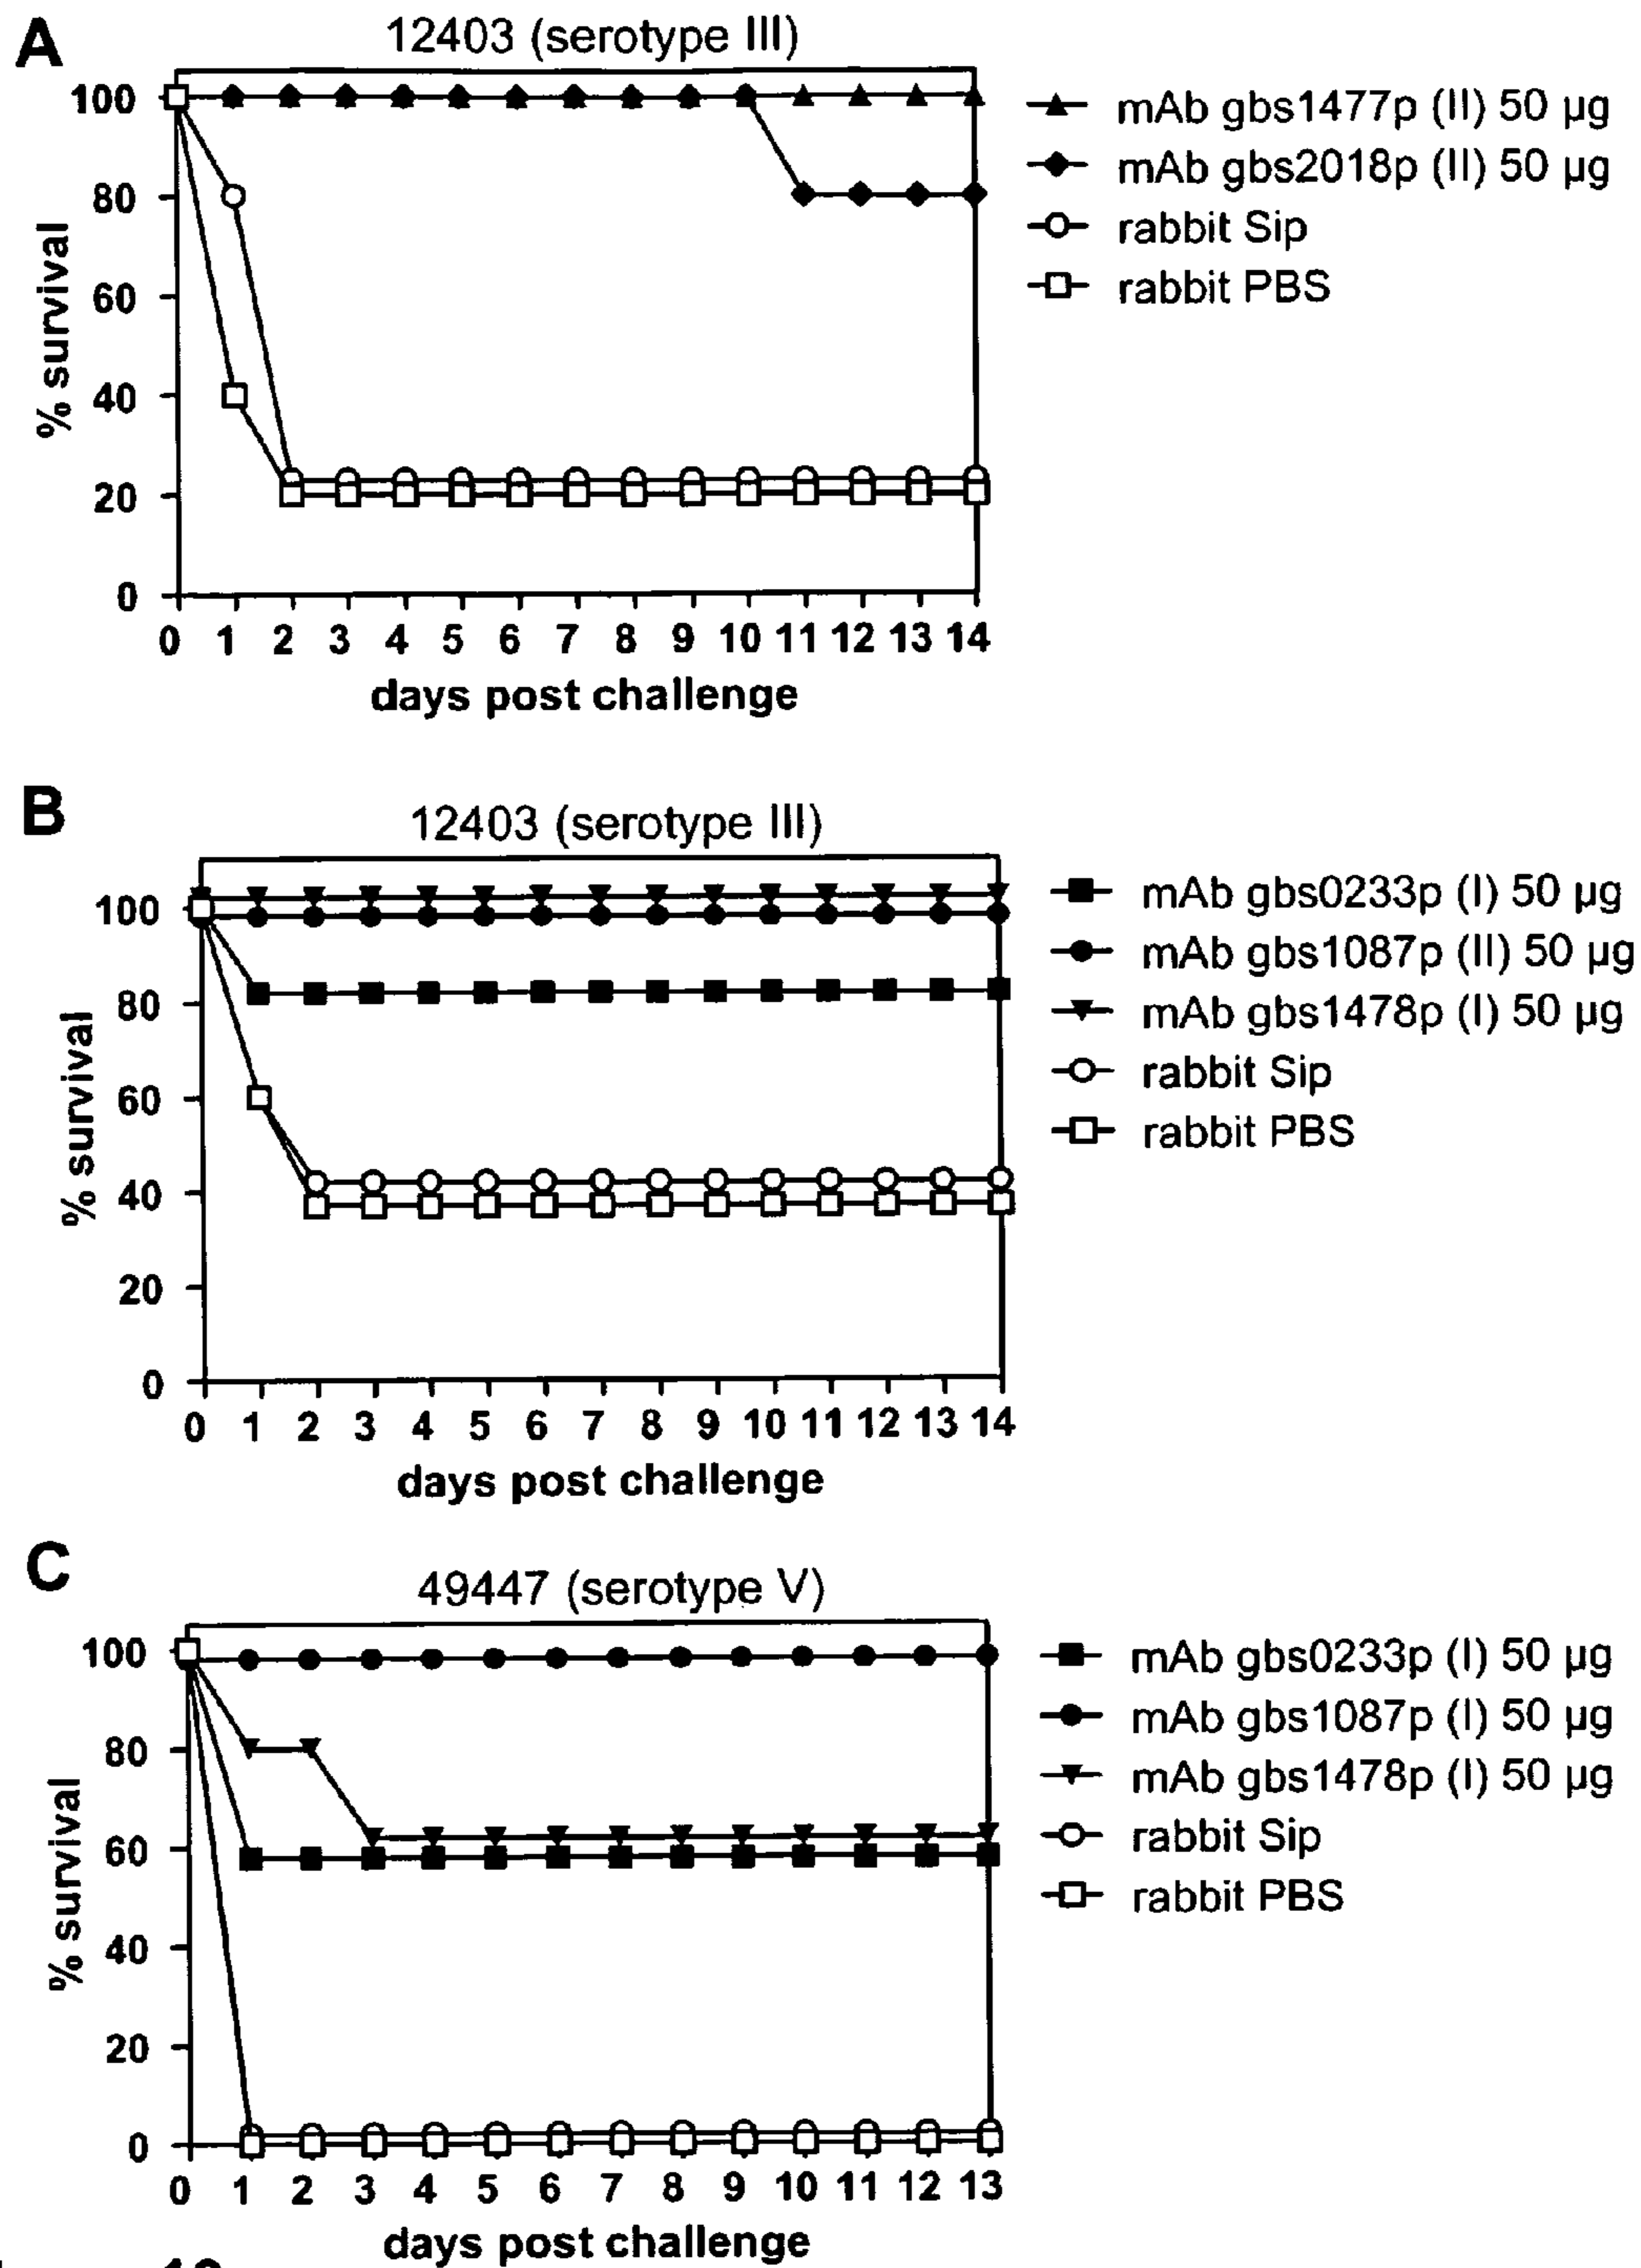 A
12403 (serotype III)
100
80
60
40
20
0
% survival
0 1 2 3 4 5 6 7 8 9 10 11 12 13 14
days post challenge
mAb gbs1477p (II) 50 µg
mAb gbs2018p (II) 50 µg
rabbit Sip
rabbit PBS
B
12403 (serotype III)
100
80
60
40
20
0
% survival
0 1 2 3 4 5 6 7 8 9 10 11 12 13 14
days post challenge
mAb gbs0233p (I) 50 µg
mAb gbs1087p (II) 50 µg
mAb gbs1478p (I) 50 µg
rabbit Sip
rabbit PBS
C
49447 (serotype V)
100
80
60
40
20
0
% survival
0 1 2 3 4 5 6 7 8 9 10 11 12 13
days post challenge
mAb gbs0233p (I) 50 µg
mAb gbs1087p (I) 50 µg
mAb gbs1478p (I) 50 µg
rabbit Sip
rabbit PBS